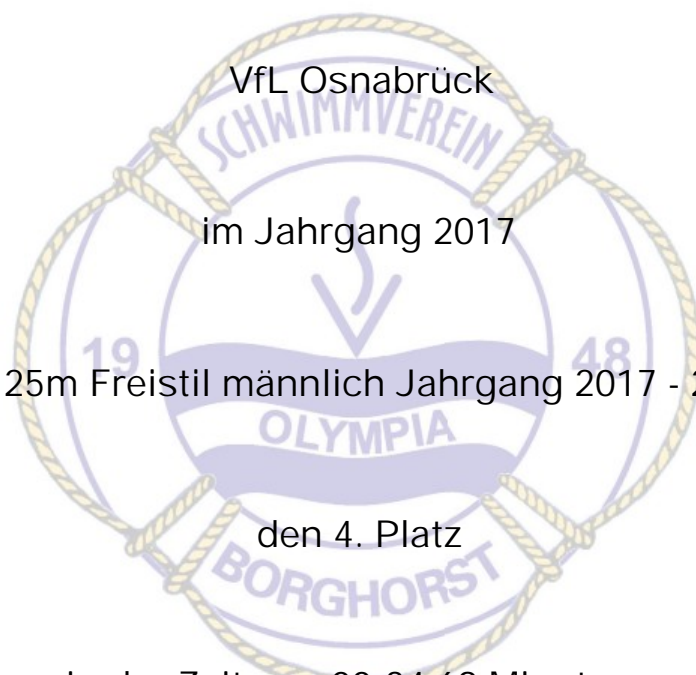 VfL Osnabrück
SCHWIMMVEREIN
im Jahrgang 2017
19 48
25m Freistil männlich Jahrgang 2017 -
OLYMPIA
den 4. Platz
BORGHORST